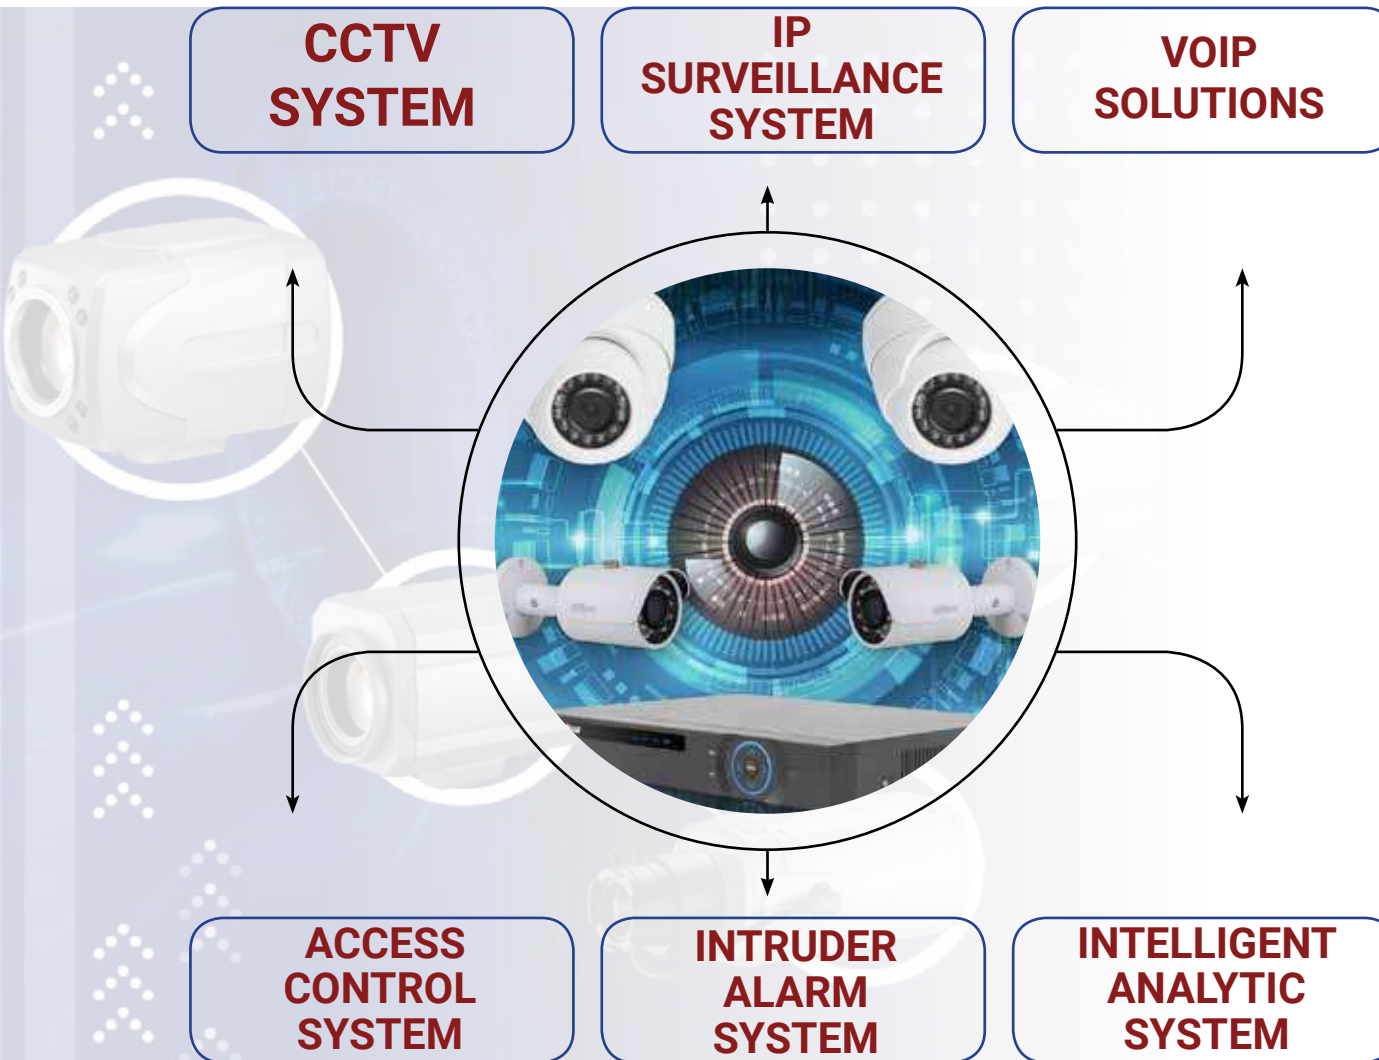 CCTV
SYSTEM
IP
SURVEILLANCE
SYSTEM
VOIP
SOLUTIONS
ACCESS
CONTROL
SYSTEM
INTRUDER
ALARM
SYSTEM
INTELLIGENT
ANALYTIC
SYSTEM